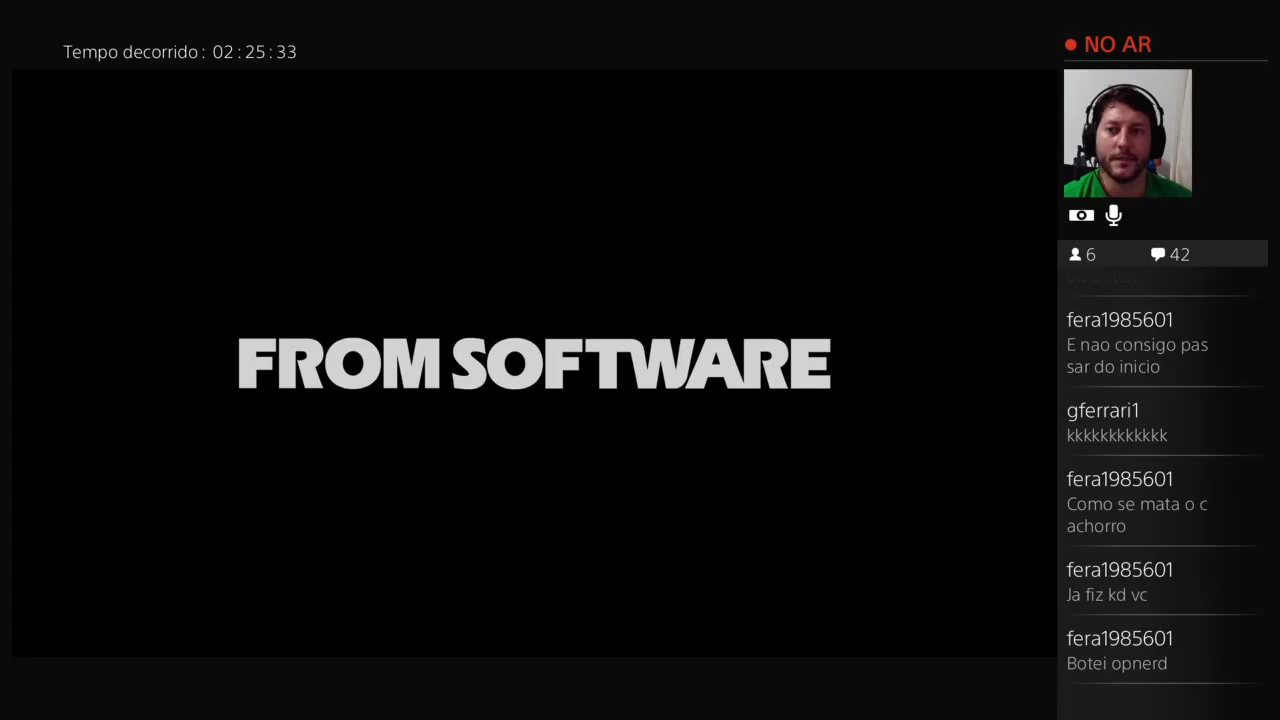 Tempo decorrido: 02:25:33
NO AR
FROM SOFTWARE
6
42
fera1985601
E nao consigo pas
sar do inicio
gferrari1
kkkkkkkkkkkk
fera1985601
Como se mata o c
achorro
fera1985601
Ja fiz kd vc
fera1985601
Botei opnerd